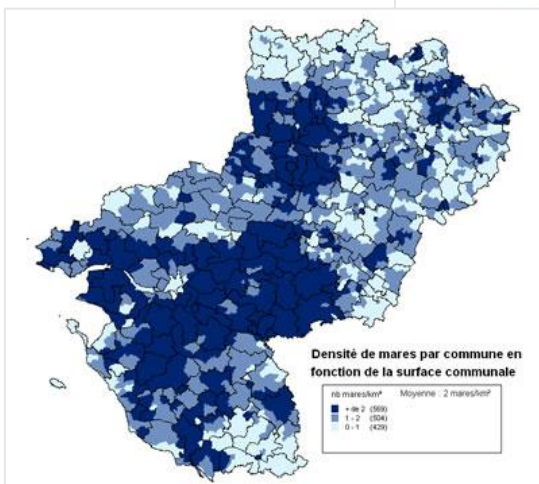 Densité de mares par commune en
fonction de la surface communale
nb mares/km² Moyenne : 2 mares/km²
+ de 2 (569)
1 - 2 (504)
0 - 1 (429)